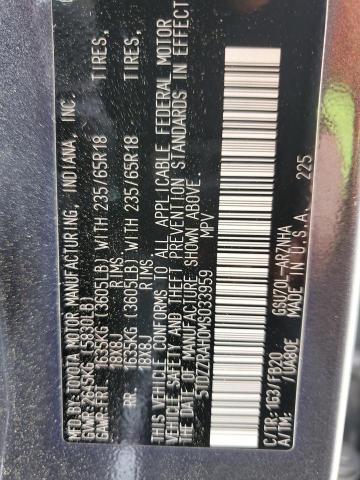 MFD.BY:TOYOTA MOTOR MANUFACTURING, INDIANA, INC.
GVWR: 2645KG (5830LB)
GAWR:FRT 1635KG (3605LB) WITH 235/65R18 TIRES,
18X8J RIMS
RR 1635KG (3605LB) WITH 235/65R18 TIRES,
18X8J RIMS
THIS VEHICLE CONFORMS TO ALL APPLICABLE FEDERAL MOTOR
VEHICLE SAFETY AND THEFT PREVENTION STANDARDS IN EFFECT
ON THE DATE OF MANUFACTURE SHOWN ABOVE.
5TDZZRAH0MS033959 MPV
C/TR: 1G3/FB20 GSU70L-ARZNHA
A/TM: /UA80E MADE IN U.S.A. 225